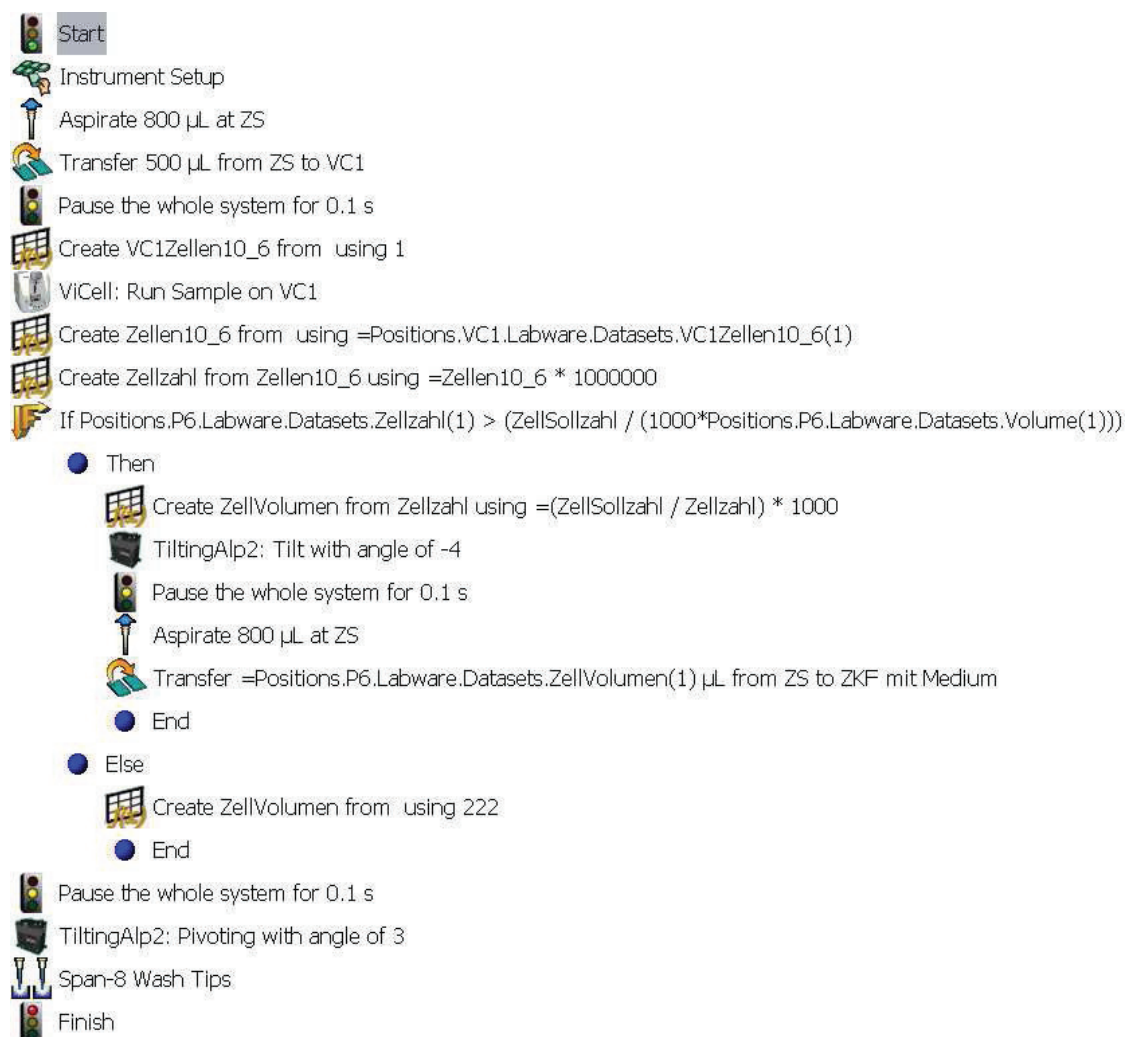 Start
Instrument Setup
Aspirate 800 µL at ZS
Transfer 500 µL from ZS to VC1
Pause the whole system for 0.1 s
Create VC1Zellen10_6 from  using 1
ViCell: Run Sample on VC1
Create Zellen10_6 from  using =Positions.VC1.Labware.Datasets.VC1Zellen10_6(1)
Create Zellzahl from Zellen10_6 using =Zellen10_6 * 1000000
If Positions.P6.Labware.Datasets.Zellzahl(1) > (ZellSollzahl / (1000*Positions.P6.Labware.Datasets.Volume(1)))
Then
Create ZellVolumen from Zellzahl using =(ZellSollzahl / Zellzahl) * 1000
TiltingAlp2: Tilt with angle of -4
Pause the whole system for 0.1 s
Aspirate 800 µL at ZS
Transfer =Positions.P6.Labware.Datasets.ZellVolumen(1) µL from ZS to ZKF mit Medium
End
Else
Create ZellVolumen from  using 222
End
Pause the whole system for 0.1 s
TiltingAlp2: Pivoting with angle of 3
Span-8 Wash Tips
Finish